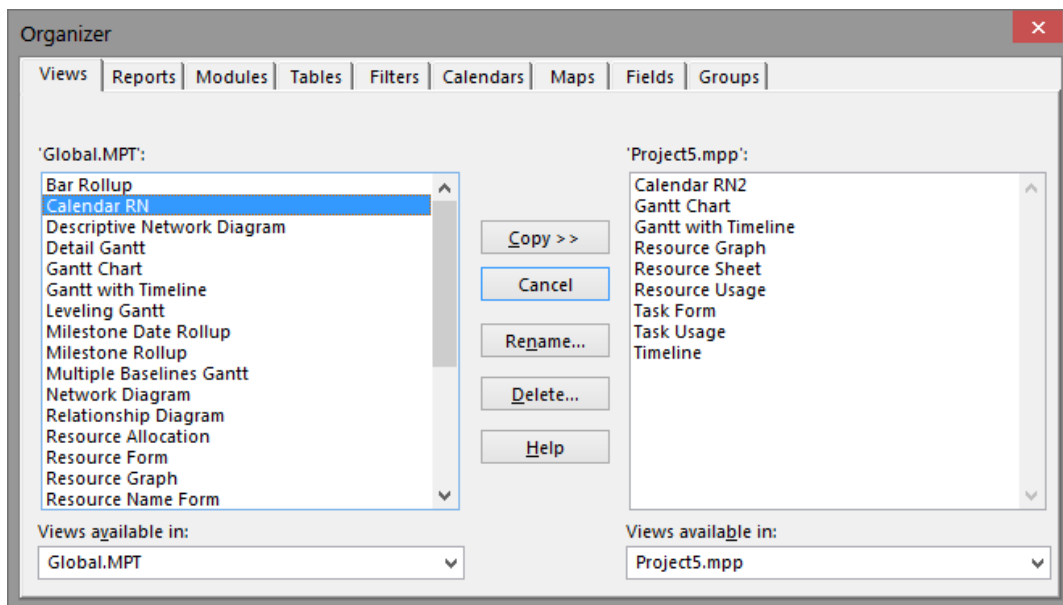 Organizer
Views Reports Modules Tables Filters Calendars Maps Fields Groups
'Global.MPT':
Bar Rollup
Calendar RN
Descriptive Network Diagram
Detail Gantt
Gantt Chart
Gantt with Timeline
Leveling Gantt
Milestone Date Rollup
Milestone Rollup
Multiple Baselines Gantt
Network Diagram
Relationship Diagram
Resource Allocation
Resource Form
Resource Graph
Resource Name Form
Views available in:
Global.MPT
Copy >>
Cancel
Rename...
Delete...
Help
'Project5.mpp':
Calendar RN2
Gantt Chart
Gantt with Timeline
Resource Graph
Resource Sheet
Resource Usage
Task Form
Task Usage
Timeline
Views available in:
Project5.mpp